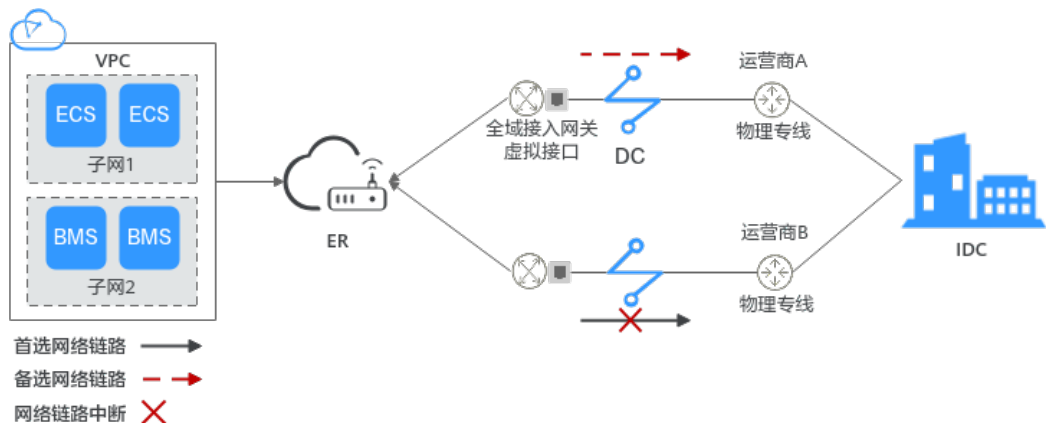 VPC
ECS
ECS
子网1
BMS
BMS
子网2
ER
全域接入网关
虚拟接口
DC
运营商A
物理专线
运营商B
物理专线
IDC
首选网络链路
备选网络链路
网络链路中断